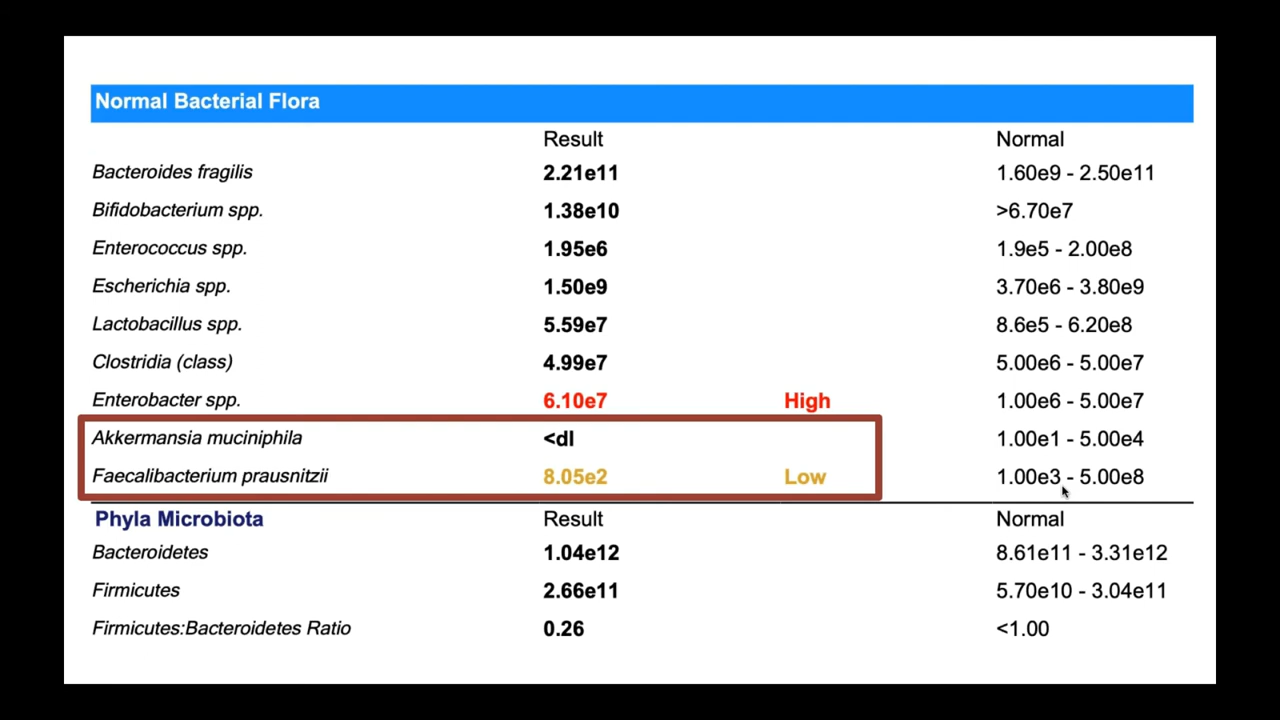 Normal Bacterial Flora
Result Normal
Bacteroides fragilis 2.21e11 1.60e9 - 2.50e11
Bifidobacterium spp. 1.38e10 >6.70e7
Enterococcus spp. 1.95e6 1.9e5 - 2.00e8
Escherichia spp. 1.50e9 3.70e6 - 3.80e9
Lactobacillus spp. 5.59e7 8.6e5 - 6.20e8
Clostridia (class) 4.99e7 5.00e6 - 5.00e7
Enterobacter spp. 6.10e7 High 1.00e6 - 5.00e7
Akkermansia muciniphila <dl 1.00e1 - 5.00e4
Faecalibacterium prausnitzii 8.05e2 Low 1.00e3 - 5.00e8
Phyla Microbiota Result Normal
Bacteroidetes 1.04e12 8.61e11 - 3.31e12
Firmicutes 2.66e11 5.70e10 - 3.04e11
Firmicutes:Bacteroidetes Ratio 0.26 <1.00